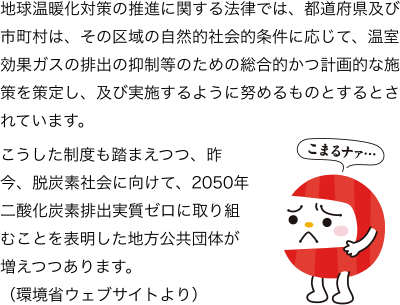 地球温暖化対策の推進に関する法律では、都道府県及び
市町村は、その区域の自然的社会的条件に応じて、温室
効果ガスの排出の抑制等のための総合的かつ計画的な施
策を策定し、及び実施するように努めるものとするとさ
れています。
こうした制度も踏まえつつ、昨
今、脱炭素社会に向けて、2050年
二酸化炭素排出実質ゼロに取り組
むことを表明した地方公共団体が
増えつつあります。
（環境省ウェブサイトより）
こまるナァ…